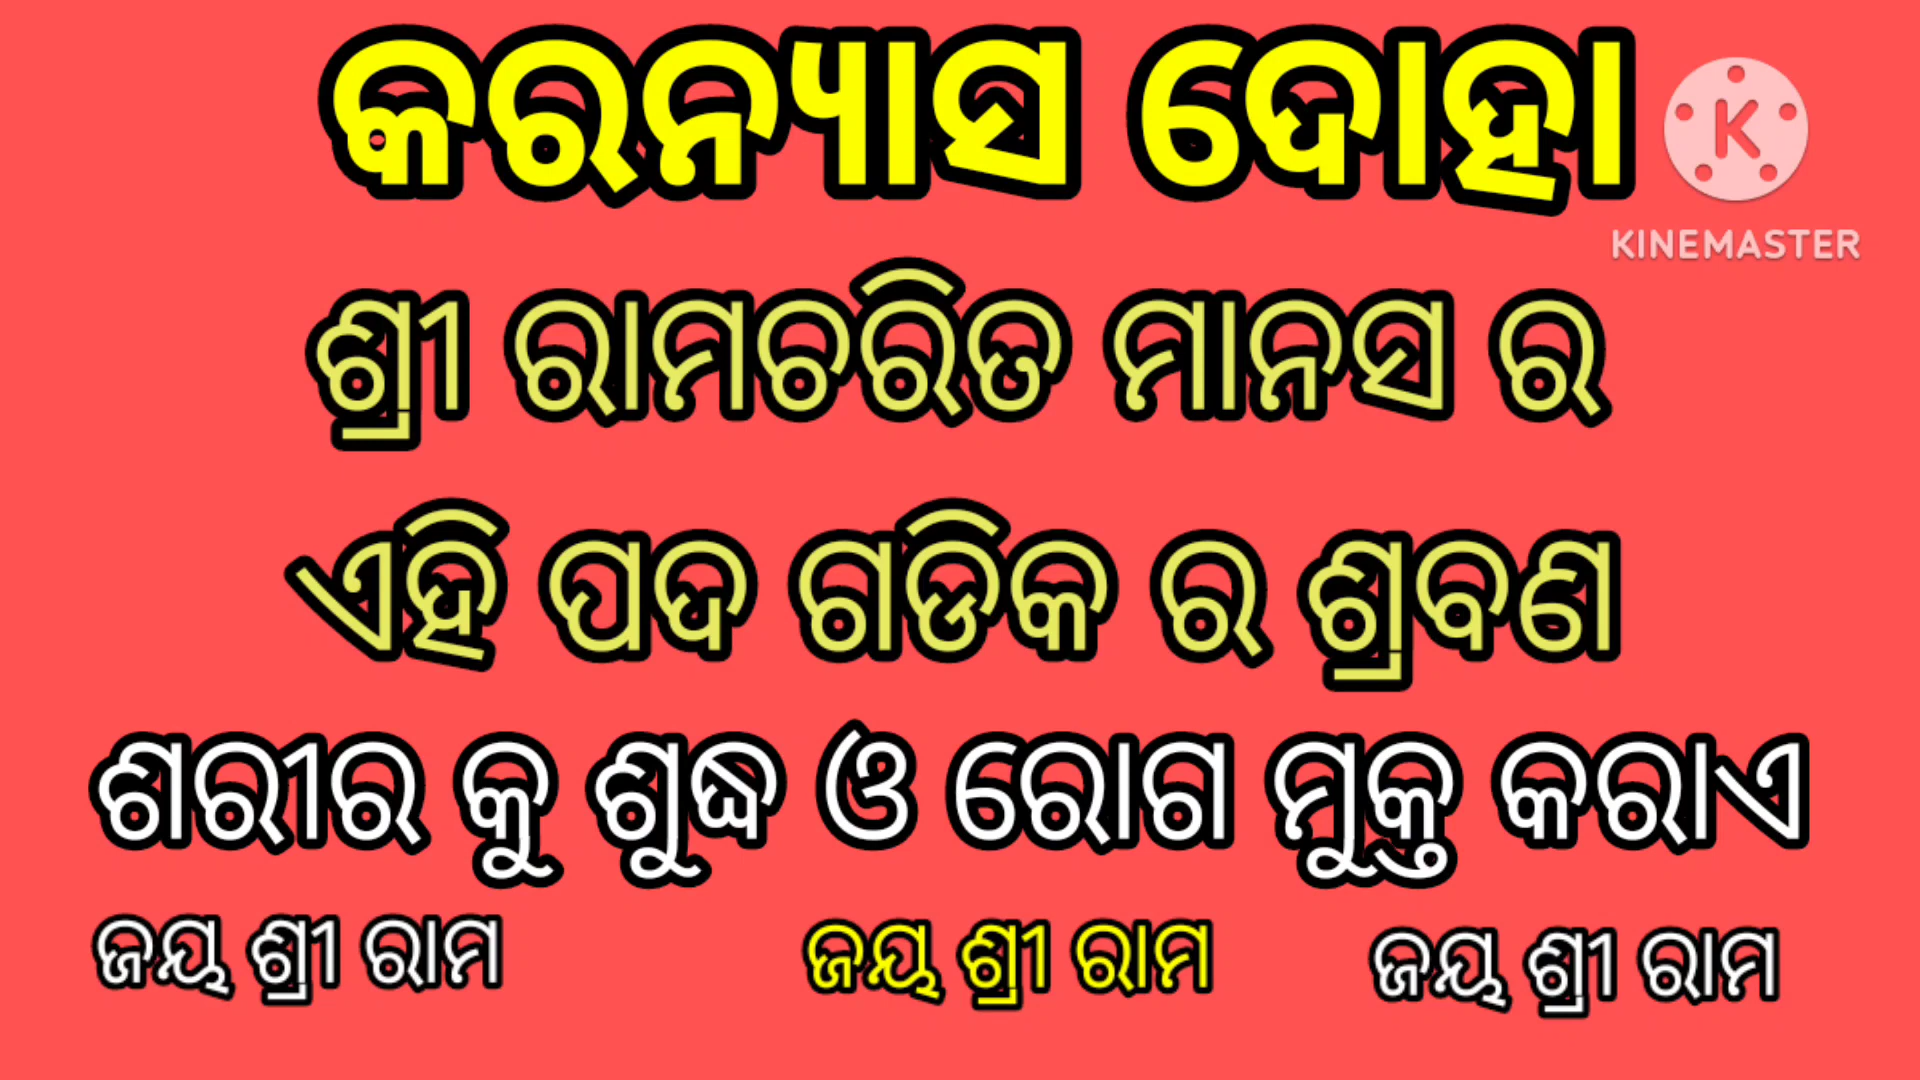 କରନ୍ୟାସ ଦୋହା
K
KINEMASTER
ଶ୍ରୀ ରାମଚରିତ ମାନସ ର
ଏହି ପଦ ଗଡିକ ର ଶ୍ରବଣ
ଶରୀର କୁ ଶୁଦ୍ଧ ଓ ରୋଗ ମୁକ୍ତ କରାଏ
ଜୟ ଶ୍ରୀ ରାମ ଜୟ ଶ୍ରୀ ରାମ ଜୟ ଶ୍ରୀ ରାମ